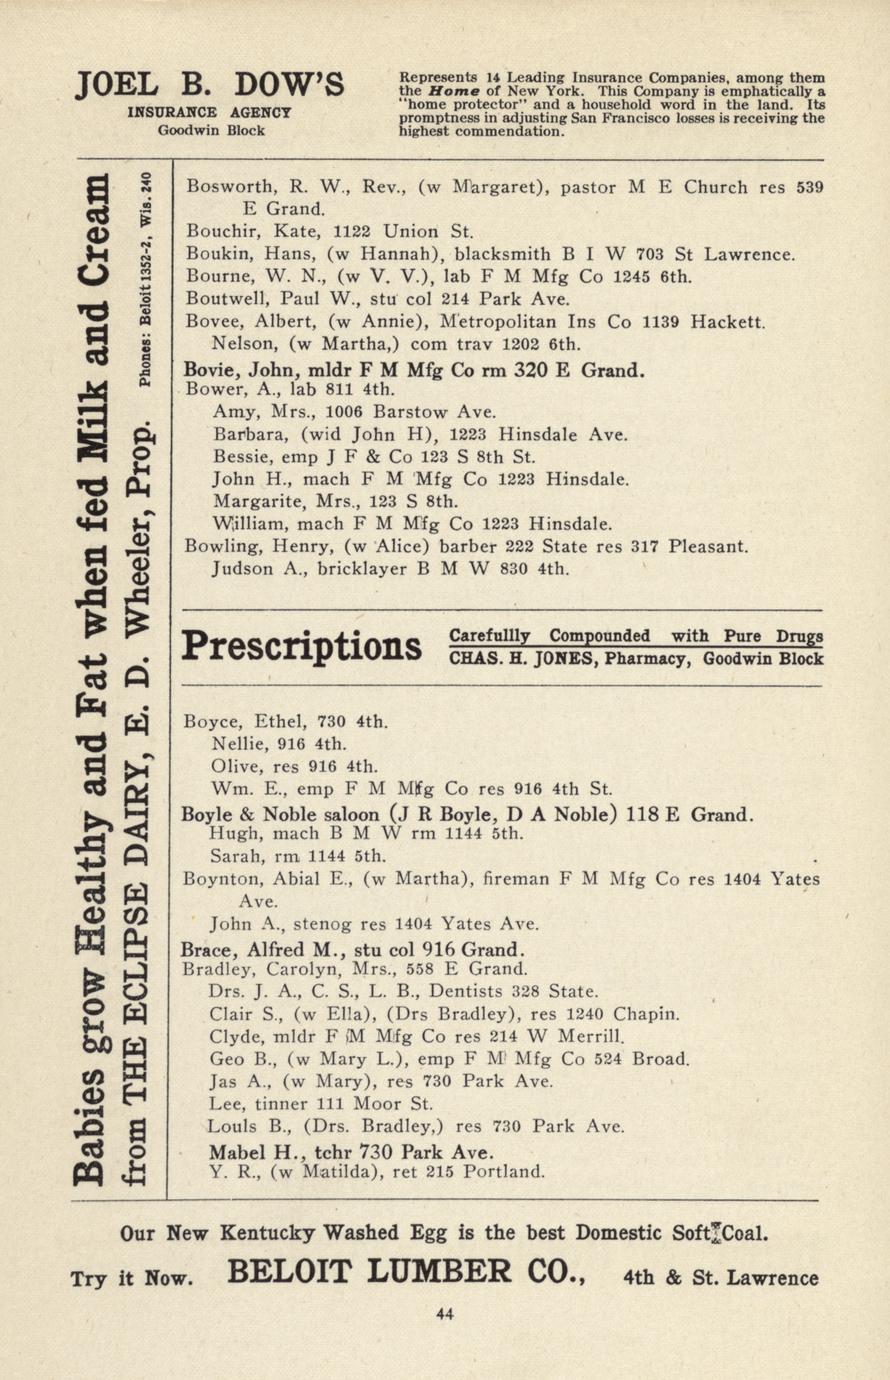 JOEL B. DOW'S
INSURANCE AGENCY
Goodwin Block
Represents 14 Leading Insurance Companies, among them
the Home of New York. This Company is emphatically a
"home protector" and a household word in the land. Its
promptness in adjusting San Francisco losses is receiving the
highest commendation.
Babies grow Healthy and Fat when fed Milk and Cream
from THE ECLIPSE DAIRY, E. D. Wheeler, Prop. Phones: Beloit 1352-2, Wis. 240
Bosworth, R. W., Rev., (w Margaret), pastor M E Church res 539
E Grand.
Bouchir, Kate, 1122 Union St.
Boukin, Hans, (w Hannah), blacksmith B I W 703 St Lawrence.
Bourne, W. N., (w V. V.), lab F M Mfg Co 1245 6th.
Boutwell, Paul W., stu col 214 Park Ave.
Bovee, Albert, (w Annie), Metropolitan Ins Co 1139 Hackett.
Nelson, (w Martha,) com trav 1202 6th.
Bovie, John, mldr F M Mfg Co rm 320 E Grand.
Bower, A., lab 811 4th.
Amy, Mrs., 1006 Barstow Ave.
Barbara, (wid John H), 1223 Hinsdale Ave.
Bessie, emp J F & Co 123 S 8th St.
John H., mach F M Mfg Co 1223 Hinsdale.
Margarite, Mrs., 123 S 8th.
William, mach F M Mfg Co 1223 Hinsdale.
Bowling, Henry, (w Alice) barber 222 State res 317 Pleasant.
Judson A., bricklayer B M W 830 4th.
Prescriptions
Carefullly Compounded with Pure Drugs
CHAS. H. JONES, Pharmacy, Goodwin Block
Boyce, Ethel, 730 4th.
Nellie, 916 4th.
Olive, res 916 4th.
Wm. E., emp F M Mfg Co res 916 4th St.
Boyle & Noble saloon (J R Boyle, D A Noble) 118 E Grand.
Hugh, mach B M W rm 1144 5th.
Sarah, rm 1144 5th.
Boynton, Abial E., (w Martha), fireman F M Mfg Co res 1404 Yates
Ave.
John A., stenog res 1404 Yates Ave.
Brace, Alfred M., stu col 916 Grand.
Bradley, Carolyn, Mrs., 558 E Grand.
Drs. J. A., C. S., L. B., Dentists 328 State.
Clair S., (w Ella), (Drs Bradley), res 1240 Chapin.
Clyde, mldr F M Mfg Co res 214 W Merrill.
Geo B., (w Mary L.), emp F M Mfg Co 524 Broad.
Jas A., (w Mary), res 730 Park Ave.
Lee, tinner 111 Moor St.
Louls B., (Drs. Bradley,) res 730 Park Ave.
Mabel H., tchr 730 Park Ave.
Y. R., (w Matilda), ret 215 Portland.
Our New Kentucky Washed Egg is the best Domestic Soft Coal.
Try it Now. BELOIT LUMBER CO., 4th & St. Lawrence
44